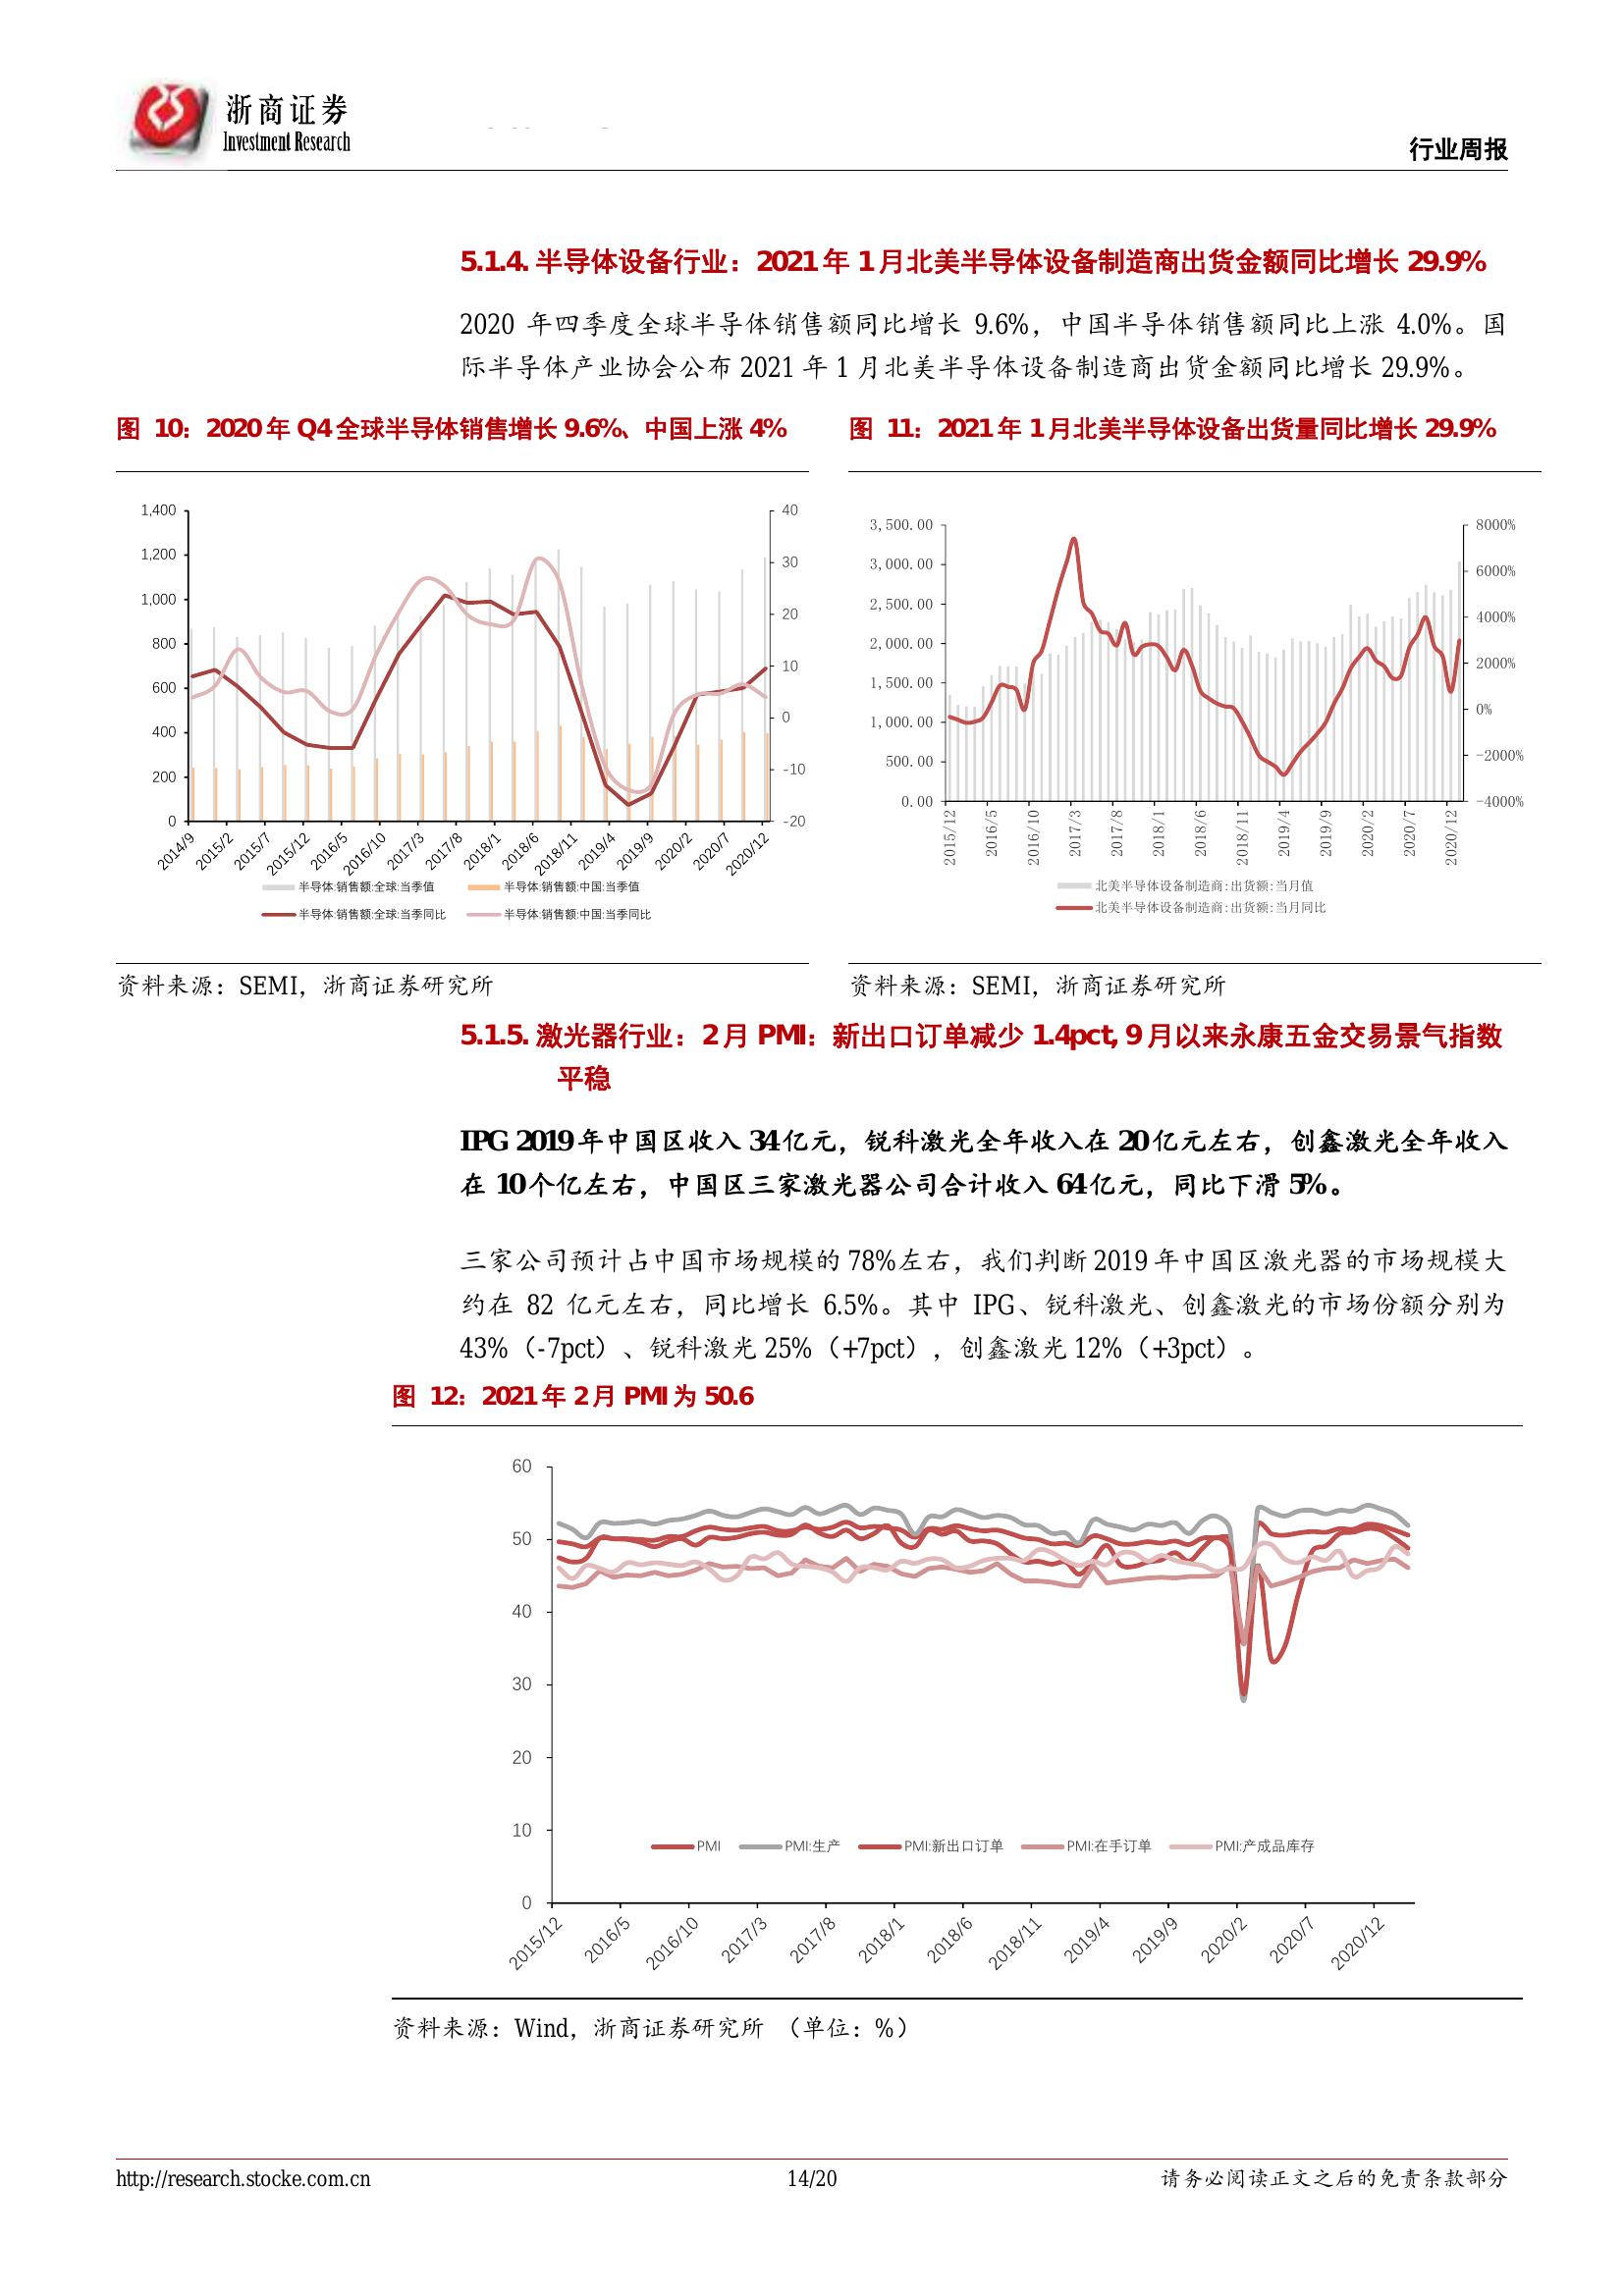 浙商证券
Investment Research
行业周报
5.1.4. 半导体设备行业：2021 年 1 月北美半导体设备制造商出货金额同比增长 29.9%
2020 年四季度全球半导体销售额同比增长 9.6%，中国半导体销售额同比上涨 4.0%。国
际半导体产业协会公布 2021 年 1 月北美半导体设备制造商出货金额同比增长 29.9%。
图 10：2020 年 Q4 全球半导体销售增长 9.6%、中国上涨 4%
1,400
1,200
1,000
800
600
400
200
0
40
30
20
10
0
-10
-20
2014/9 2015/2 2015/7 2015/12 2016/5 2016/10 2017/3 2017/8 2018/1 2018/6 2018/11 2019/4 2019/9 2020/2 2020/7 2020/12
半导体:销售额:全球:当季值 半导体:销售额:中国:当季值
半导体:销售额:全球:当季同比 半导体:销售额:中国:当季同比
资料来源：SEMI，浙商证券研究所
图 11：2021 年 1 月北美半导体设备出货量同比增长 29.9%
3,500.00
3,000.00
2,500.00
2,000.00
1,500.00
1,000.00
500.00
0.00
8000%
6000%
4000%
2000%
0%
-2000%
-4000%
2015/12 2016/5 2016/10 2017/3 2017/8 2018/1 2018/6 2018/11 2019/4 2019/9 2020/2 2020/7 2020/12
北美半导体设备制造商:出货额:当月值
北美半导体设备制造商:出货额:当月同比
资料来源：SEMI，浙商证券研究所
5.1.5. 激光器行业：2 月 PMI：新出口订单减少 1.4pct, 9 月以来永康五金交易景气指数
平稳
IPG 2019 年中国区收入 34 亿元，锐科激光全年收入在 20 亿元左右，创鑫激光全年收入
在 10 个亿左右，中国区三家激光器公司合计收入 64 亿元，同比下滑 5%。
三家公司预计占中国市场规模的 78%左右，我们判断 2019 年中国区激光器的市场规模大
约在 82 亿元左右，同比增长 6.5%。其中 IPG、锐科激光、创鑫激光的市场份额分别为
43%（-7pct）、锐科激光 25%（+7pct），创鑫激光 12%（+3pct）。
图 12：2021 年 2 月 PMI 为 50.6
60
50
40
30
20
10
0
PMI PMI:生产 PMI:新出口订单 PMI:在手订单 PMI:产成品库存
2015/12 2016/5 2016/10 2017/3 2017/8 2018/1 2018/6 2018/11 2019/4 2019/9 2020/2 2020/7 2020/12
资料来源：Wind，浙商证券研究所 （单位：%）
http://research.stocke.com.cn
14/20
请务必阅读正文之后的免责条款部分